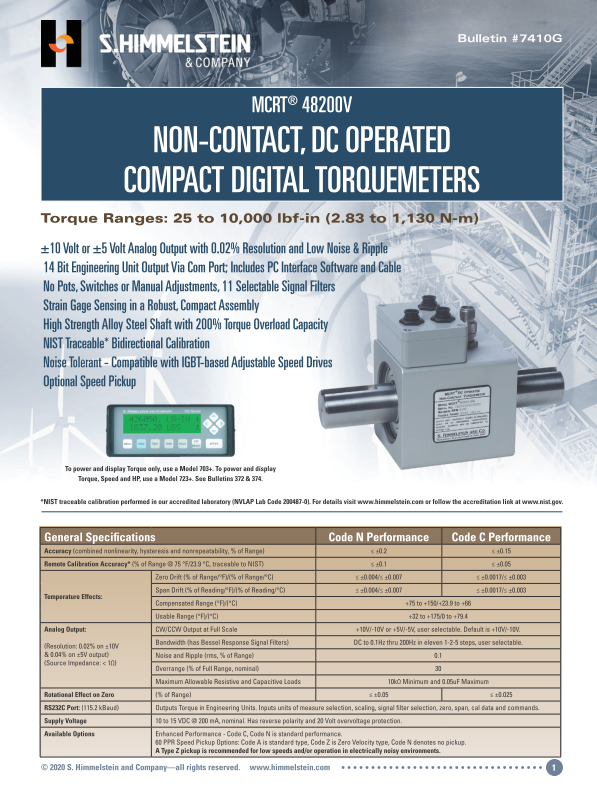 S. HIMMELSTEIN
& COMPANY
Bulletin #7410G
MCRT® 48200V
NON-CONTACT, DC OPERATED
COMPACT DIGITAL TORQUEMETERS
Torque Ranges: 25 to 10,000 lbf-in (2.83 to 1,130 N-m)
±10 Volt or ±5 Volt Analog Output with 0.02% Resolution and Low Noise & Ripple
14 Bit Engineering Unit Output Via Com Port; Includes PC Interface Software and Cable
No Pots, Switches or Manual Adjustments, 11 Selectable Signal Filters
Strain Gage Sensing in a Robust, Compact Assembly
High Strength Alloy Steel Shaft with 200% Torque Overload Capacity
NIST Traceable* Bidirectional Calibration
Noise Tolerant - Compatible with IGBT-based Adjustable Speed Drives
Optional Speed Pickup
MCRT® DC OPERATED
NON-CONTACT TORQUEMETER
S. HIMMELSTEIN AND CO.
To power and display Torque only, use a Model 703+. To power and display
Torque, Speed and HP, use a Model 723+. See Bulletins 372 & 374.
*NIST traceable calibration performed in our accredited laboratory (NVLAP Lab Code 200487-0). For details visit www.himmelstein.com or follow the accreditation link at www.nist.gov.
General Specifications Code N Performance Code C Performance
Accuracy (combined nonlinearity, hysteresis and nonrepeatability, % of Range) ≤ ±0.2 ≤ ±0.15
Remote Calibration Accuracy* (% of Range @ 75 °F/23.9 °C, traceable to NIST) ≤ ±0.1 ≤ ±0.05
Temperature Effects:
Zero Drift (% of Range/°F)/(% of Range/°C) ≤ ±0.004/≤ ±0.007 ≤ ±0.0017/≤ ±0.003
Span Drift (% of Reading/°F)/(% of Reading/°C) ≤ ±0.004/≤ ±0.007 ≤ ±0.0017/≤ ±0.003
Compensated Range (°F)/(°C) +75 to +150/+23.9 to +66
Usable Range (°F)/(°C) +32 to +175/0 to +79.4
Analog Output:
(Resolution: 0.02% on ±10V
& 0.04% on ±5V output)
(Source Impedance: < 1Ω)
CW/CCW Output at Full Scale +10V/-10V or +5V/-5V, user selectable. Default is +10V/-10V.
Bandwidth (has Bessel Response Signal Filters) DC to 0.1Hz thru 200Hz in eleven 1-2-5 steps, user selectable.
Noise and Ripple (rms, % of Range) 0.1
Overrange (% of Full Range, nominal) 30
Maximum Allowable Resistive and Capacitive Loads 10kΩ Minimum and 0.05uF Maximum
Rotational Effect on Zero (% of Range) ≤ ±0.05 ≤ ±0.025
RS232C Port: (115.2 kBaud) Outputs Torque in Engineering Units. Inputs units of measure selection, scaling, signal filter selection, zero, span, cal data and commands.
Supply Voltage 10 to 15 VDC @ 200 mA, nominal. Has reverse polarity and 20 Volt overvoltage protection.
Available Options Enhanced Performance - Code C, Code N is standard performance.
60 PPR Speed Pickup Options: Code A is standard type, Code Z is Zero Velocity type, Code N denotes no pickup.
A Type Z pickup is recommended for low speeds and/or operation in electrically noisy environments.
© 2020 S. Himmelstein and Company—all rights reserved. www.himmelstein.com 1